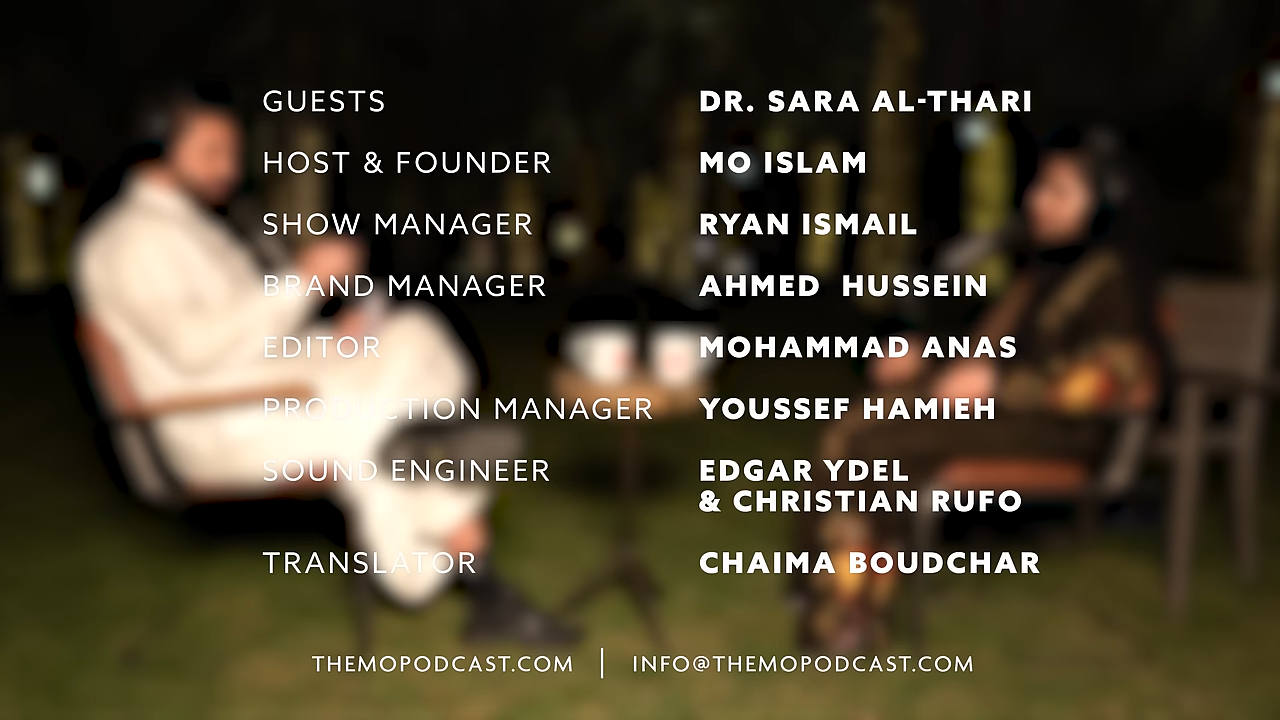 GUESTS DR. SARA AL-THARI
HOST & FOUNDER MO ISLAM
SHOW MANAGER RYAN ISMAIL
BRAND MANAGER AHMED HUSSEIN
EDITOR MOHAMMAD ANAS
PRODUCTION MANAGER YOUSSEF HAMIEH
SOUND ENGINEER EDGAR YDEL
& CHRISTIAN RUFO
TRANSLATOR CHAIMA BOUDCHAR
THEMOPODCAST.COM | INFO@THEMOPODCAST.COM